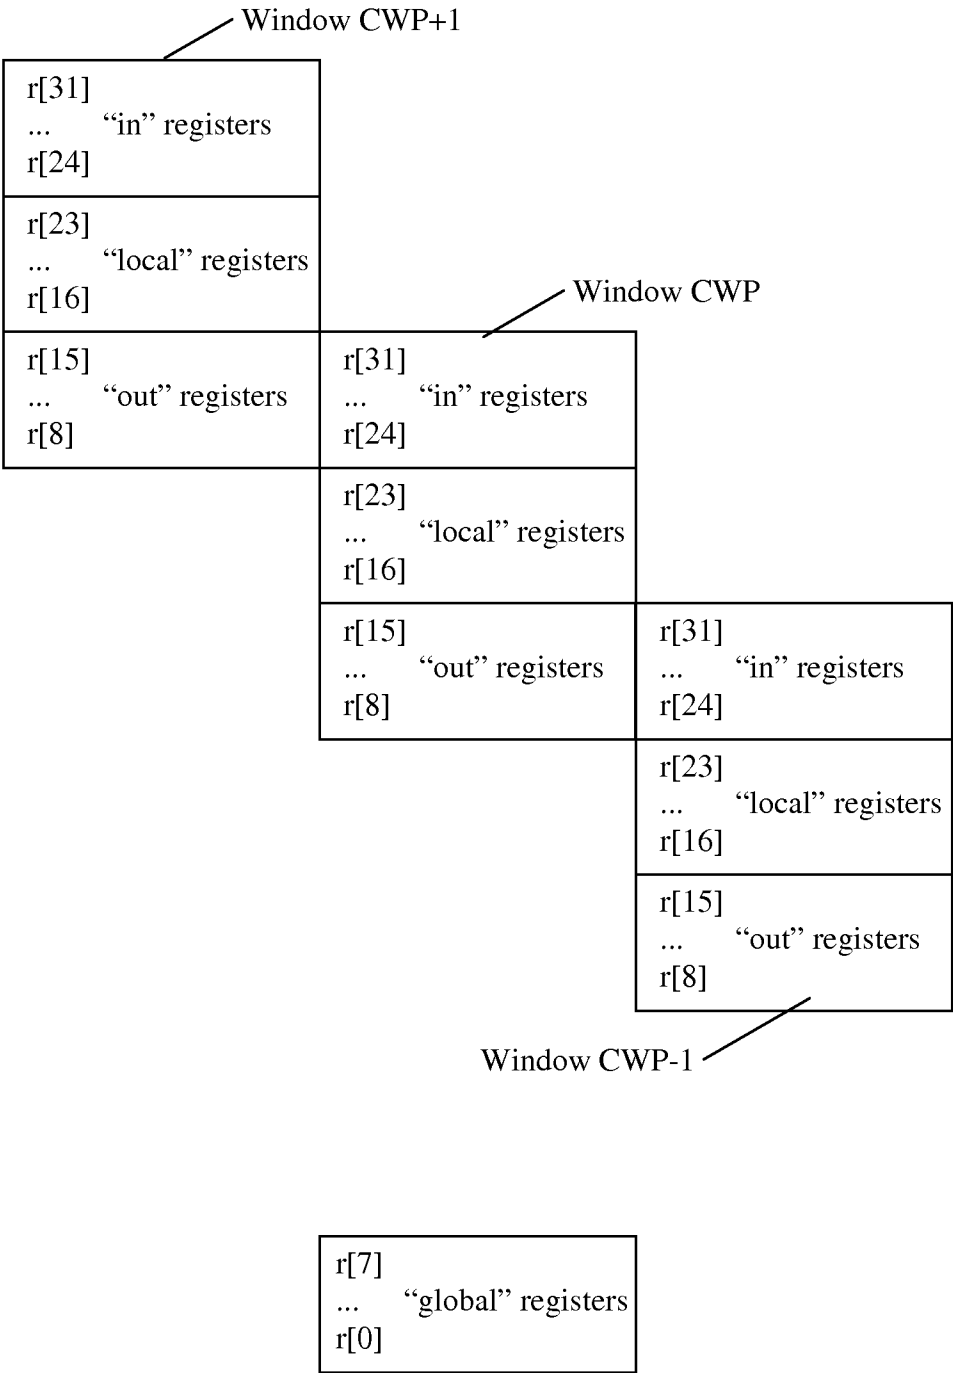 Window CWP+1
r[31]
... “in” registers
r[24]
r[23]
... “local” registers
r[16]
r[15]
... “out” registers
r[8]
Window CWP
r[31]
... “in” registers
r[24]
r[23]
... “local” registers
r[16]
r[15]
... “out” registers
r[8]
r[31]
... “in” registers
r[24]
r[23]
... “local” registers
r[16]
r[15]
... “out” registers
r[8]
Window CWP-1
r[7]
... “global” registers
r[0]